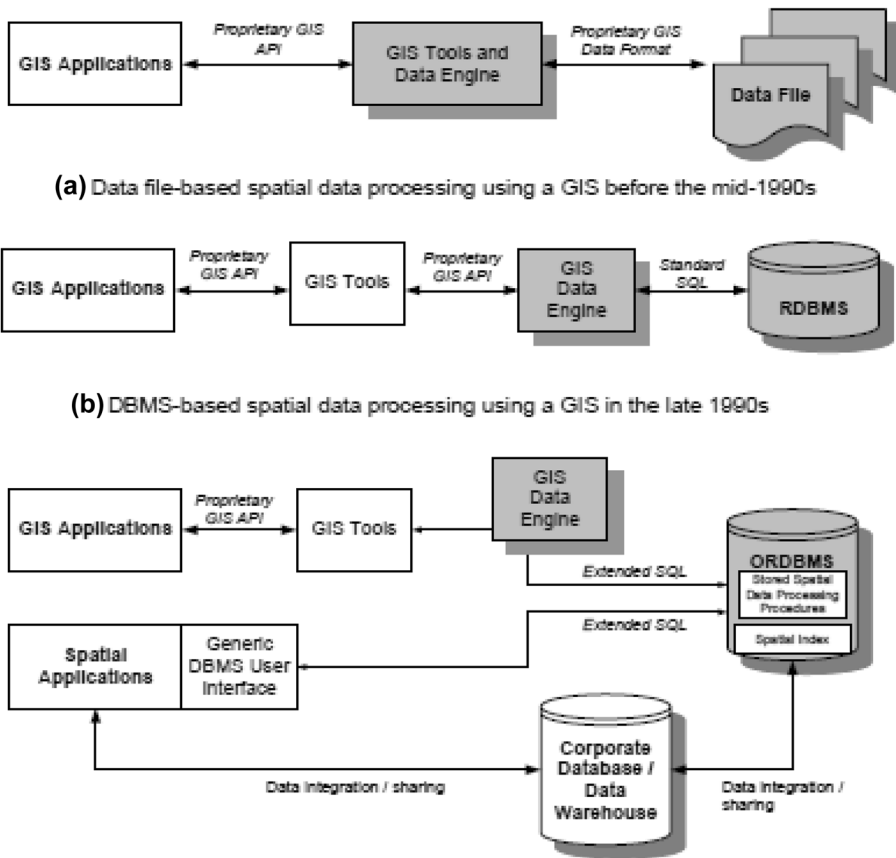 Proprietary GIS
API
Proprietary GIS
Data Format
GIS Applications
GIS Tools and
Data Engine
Data File
(a) Data file-based spatial data processing using a GIS before the mid-1990s
Proprietary
GIS API
Proprietary
GIS API
Standard
SQL
GIS Applications
GIS Tools
GIS
Data
Engine
RDBMS
(b) DBMS-based spatial data processing using a GIS in the late 1990s
GIS Applications
Proprietary
GIS API
GIS Tools
GIS
Data
Engine
Extended SQL
ORDBMS
Stored Spatial
Data Processing
Procedures
Spatial Index
Extended SQL
Spatial
Applications
Generic
DBMS User
Interface
Corporate
Database /
Data
Warehouse
Data Integration / sharing
Data Integration /
sharing